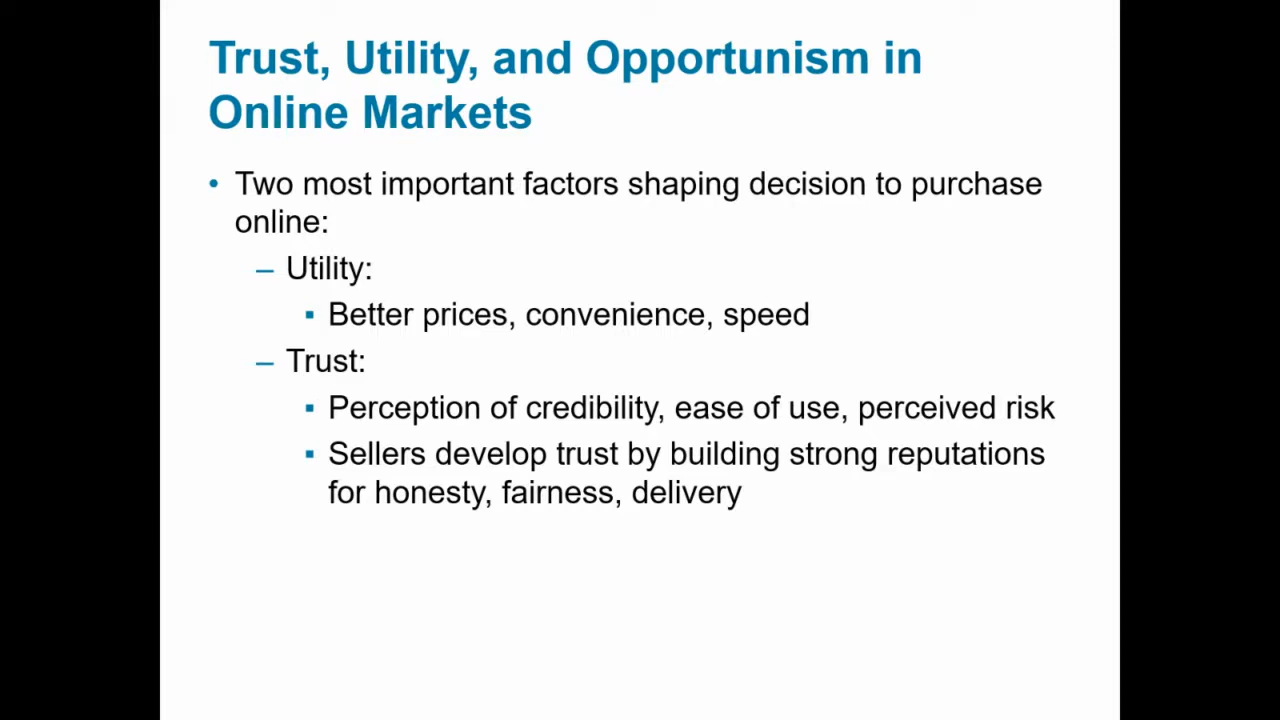 Trust, Utility, and Opportunism in
Online Markets
• Two most important factors shaping decision to purchase
online:
– Utility:
▪ Better prices, convenience, speed
– Trust:
▪ Perception of credibility, ease of use, perceived risk
▪ Sellers develop trust by building strong reputations
for honesty, fairness, delivery